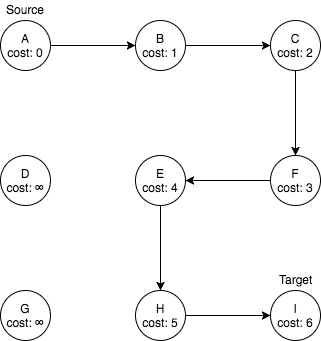 Source
A
cost: 0
B
cost: 1
C
cost: 2
D
cost: ∞
E
cost: 4
F
cost: 3
Target
G
cost: ∞
H
cost: 5
I
cost: 6